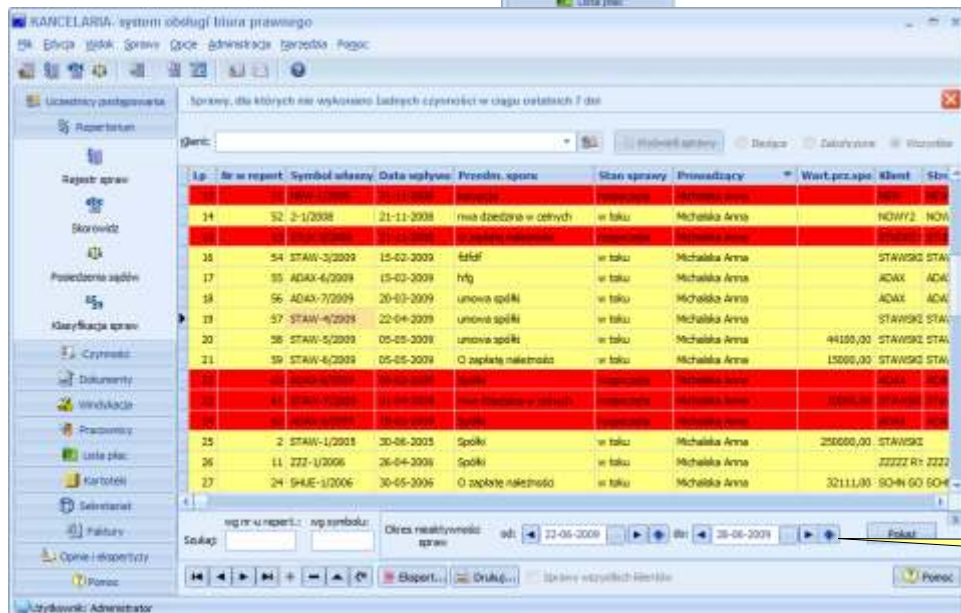 Lista płac
KANCELARIA- system obsługi biura prawnego
Plik Edycja Widok Sprawy Opcje Administracja Narzędzia Pomoc
Uczestnicy postępowania
Sprawy, dla których nie wykonano żadnych czynności w ciągu ostatnich 7 dni
Repertorium
Klient:
Wyświetl sprawy
Bieżące
Zakończone
Wszystkie
Rejestr spraw
Skorowidz
Posiedzenia sądów
Klasyfikacja spraw
Czynności
Dokumenty
Windykacja
Pracownicy
Lista płac
Kartoteki
Sekretariat
Faktury
Opinie i ekspertyzy
Pomoc
Lp Nr w repert Symbol własny Data wpływu Przedm. sporu Stan sprawy Prowadzący Wart.prz.spo Klient
14 52 2-1/2008 21-11-2008 nwa dziedzina w celnych w toku Michalska Anna NOWY2
16 54 STAW-3/2009 15-02-2009 fdfdf w toku Michalska Anna STAWSKI
17 55 ADAX-6/2009 15-02-2009 hfg w toku Michalska Anna ADAX
18 56 ADAX-7/2009 20-03-2009 umowa spółki w toku Michalska Anna ADAX
19 57 STAW-4/2009 22-04-2009 umowa spółki w toku Michalska Anna STAWSKI
20 58 STAW-5/2009 05-05-2009 umowa spółki w toku Michalska Anna 44100,00 STAWSKI
21 59 STAW-6/2009 05-05-2009 O zapłatę należności w toku Michalska Anna 15000,00 STAWSKI
25 2 STAW-1/2005 30-06-2005 Spółki w toku Michalska Anna 250000,00 STAWSKI
26 11 ZZZ-1/2006 26-04-2006 Spółki w toku Michalska Anna
27 24 SHUE-1/2006 30-05-2006 O zapłatę należności w toku Michalska Anna 32111,00
Szukaj: wg nr-u repert.: wg symbolu:
Okres nieaktywności spraw od: 22-06-2009 do: 28-06-2009 Pokaż
Eksport... Drukuj... Sprawy wszystkich klientów Pomoc
Użytkownik: Administrator